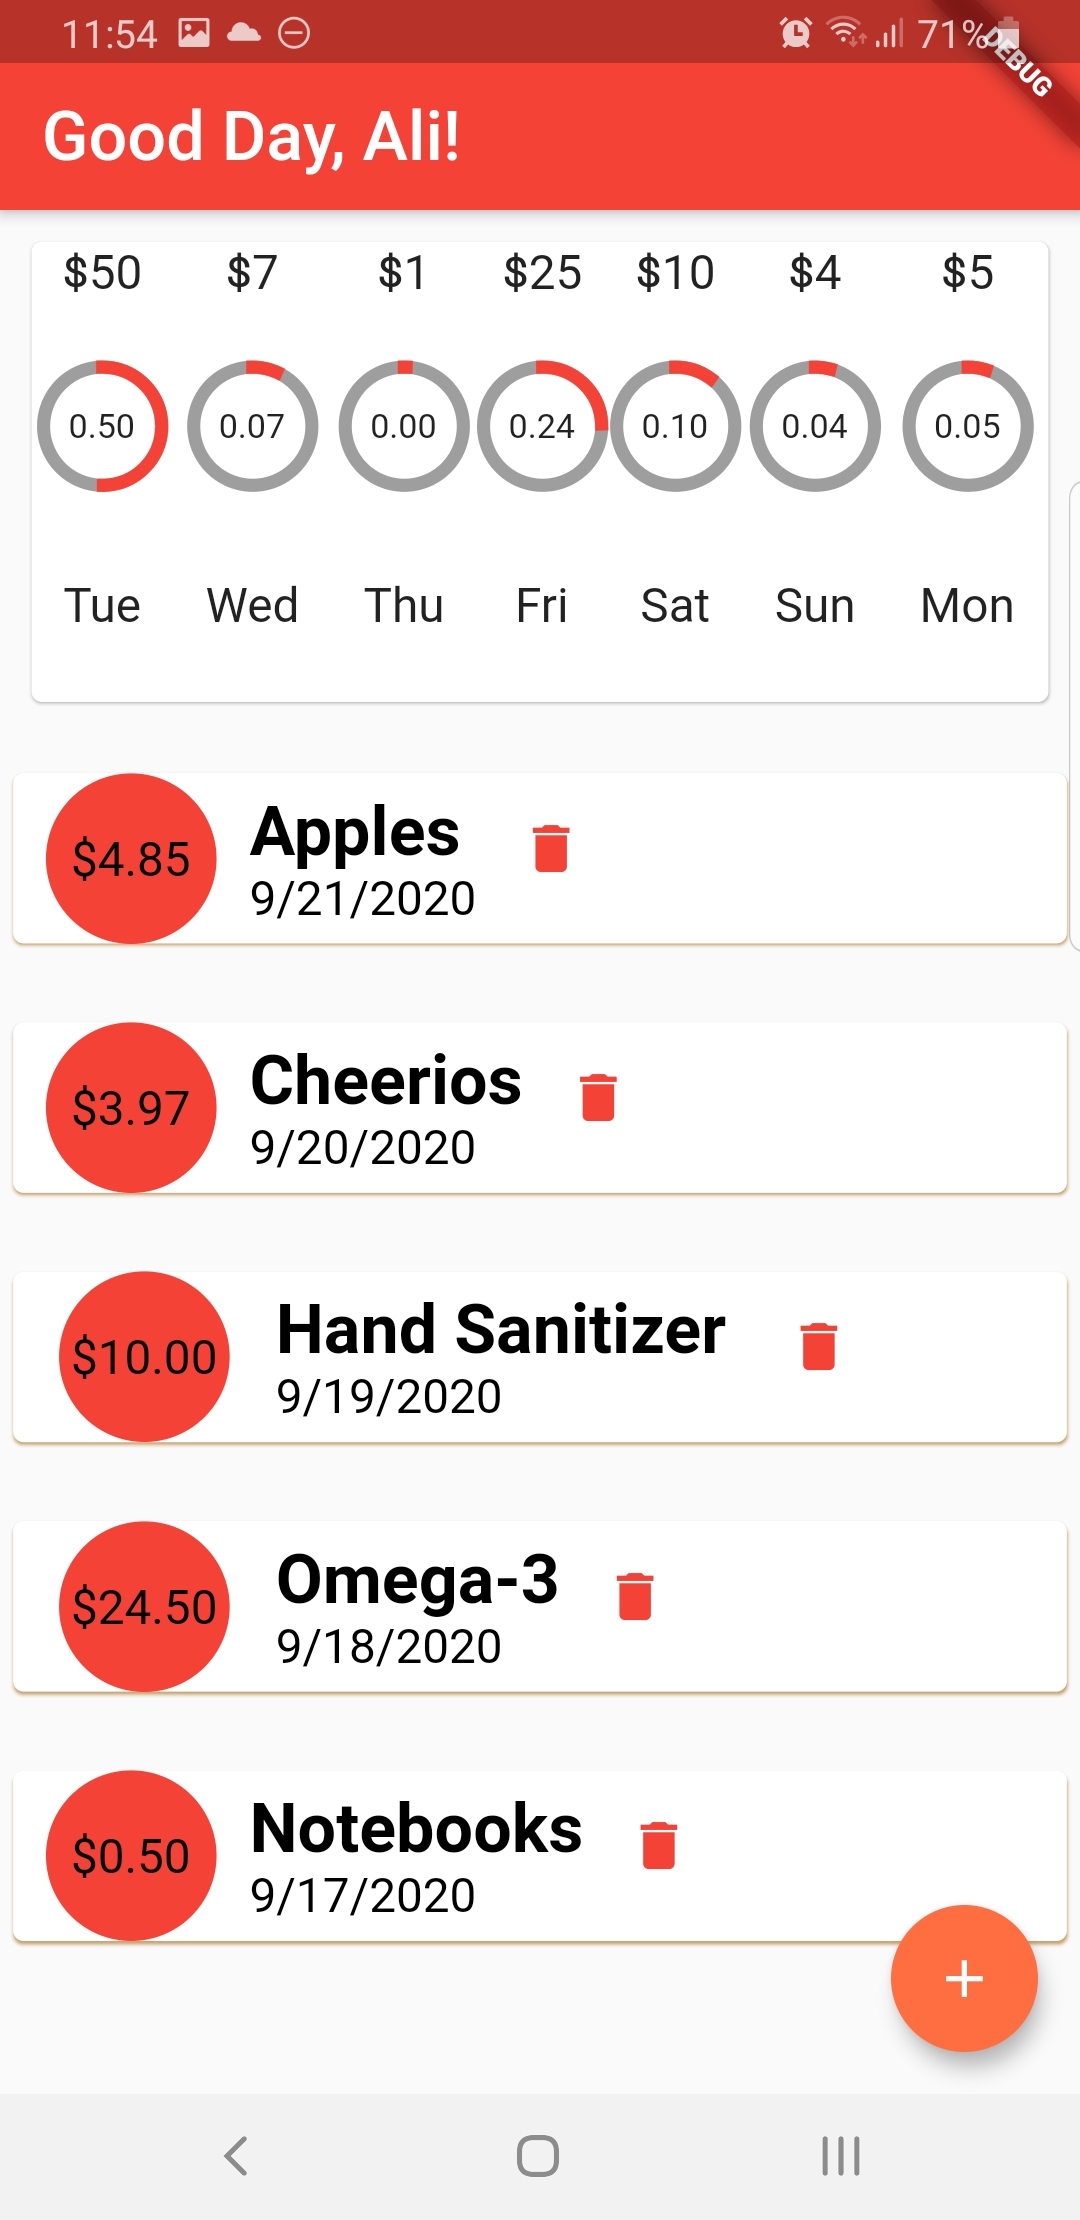 11:54 71%
DEBUG
Good Day, Ali!
$50 $7 $1 $25 $10 $4 $5
0.50 0.07 0.00 0.24 0.10 0.04 0.05
Tue Wed Thu Fri Sat Sun Mon
$4.85 Apples
9/21/2020
$3.97 Cheerios
9/20/2020
$10.00 Hand Sanitizer
9/19/2020
$24.50 Omega-3
9/18/2020
$0.50 Notebooks
9/17/2020